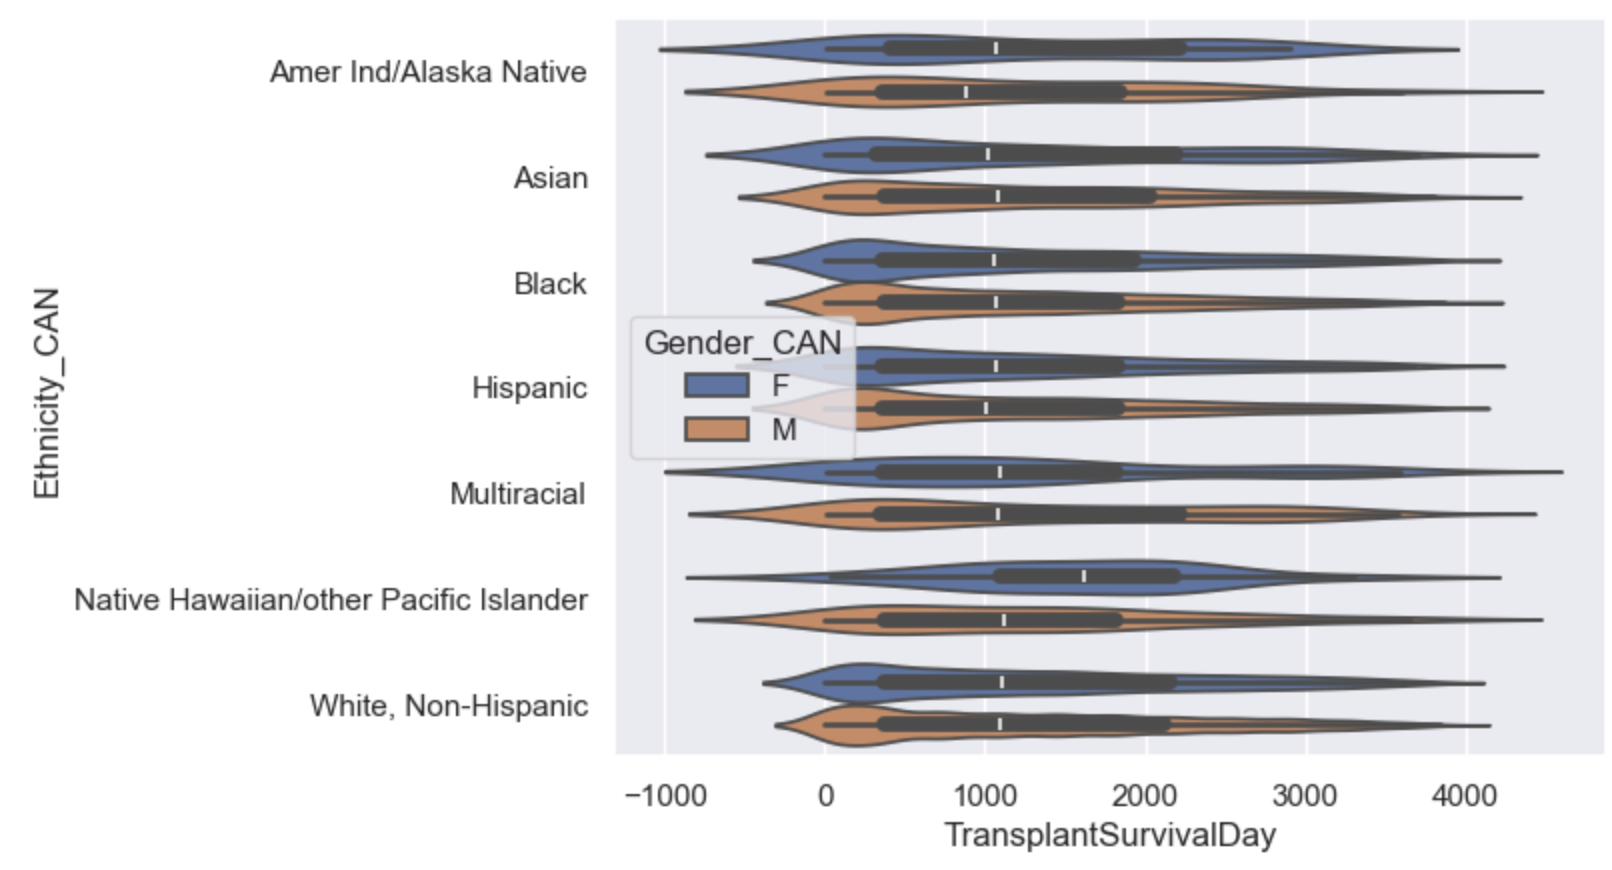 Amer Ind/Alaska Native
Asian
Black
Hispanic
Multiracial
Native Hawaiian/other Pacific Islander
White, Non-Hispanic
Ethnicity_CAN
Gender_CAN
F
M
−1000 0 1000 2000 3000 4000
TransplantSurvivalDay